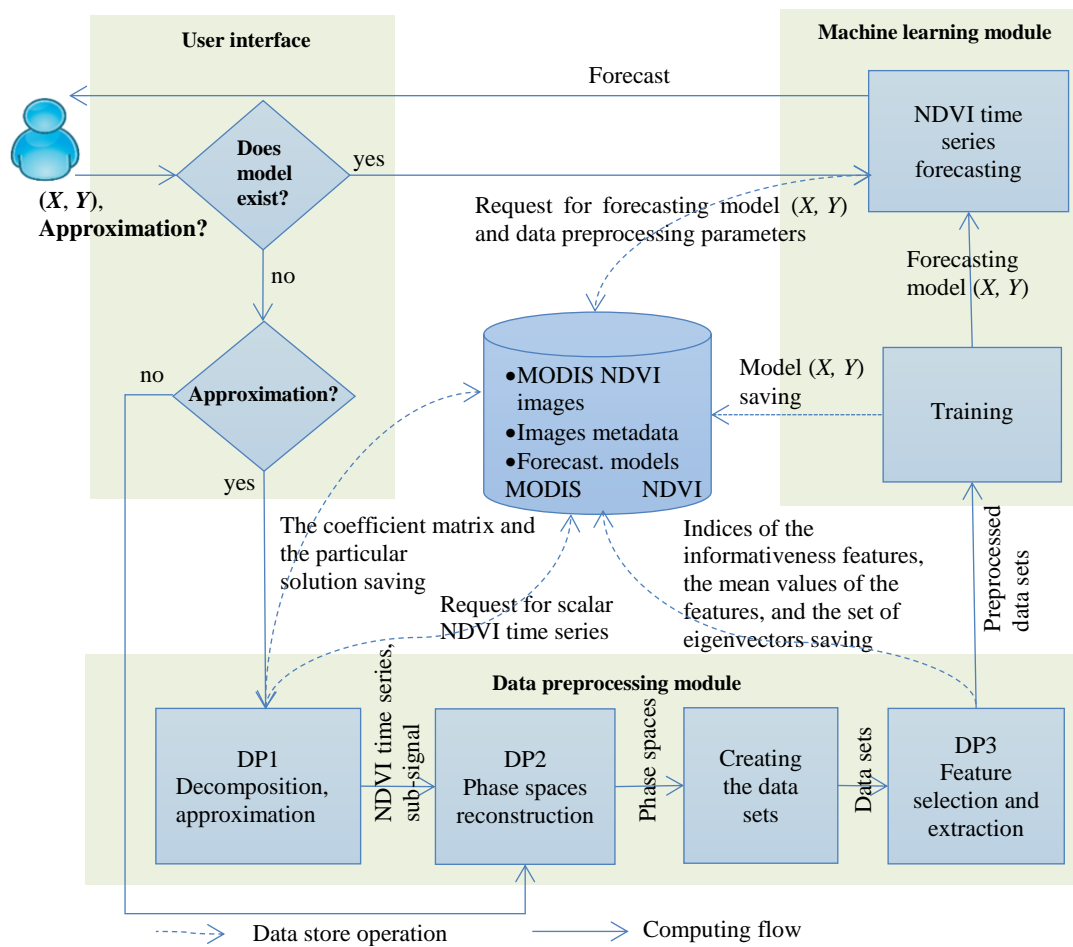 User interface
Machine learning module
Forecast
NDVI time
series
forecasting
Does
model
exist?
yes
(X, Y),
Approximation?
Request for forecasting model (X, Y)
and data preprocessing parameters
no
Forecasting
model (X, Y)
no
Approximation?
•MODIS NDVI
images
•Images metadata
•Forecast. models
MODIS NDVI
Model (X, Y)
saving
Training
yes
The coefficient matrix and
the particular
solution saving
Indices of the
informativeness features,
the mean values of the
features, and the set of
eigenvectors saving
Preprocessed
data sets
Request for scalar
NDVI time series
Data preprocessing module
DP1
Decomposition,
approximation
NDVI time series,
sub-signal
DP2
Phase spaces
reconstruction
Phase spaces
Creating
the data
sets
Data sets
DP3
Feature
selection and
extraction
Data store operation
Computing flow